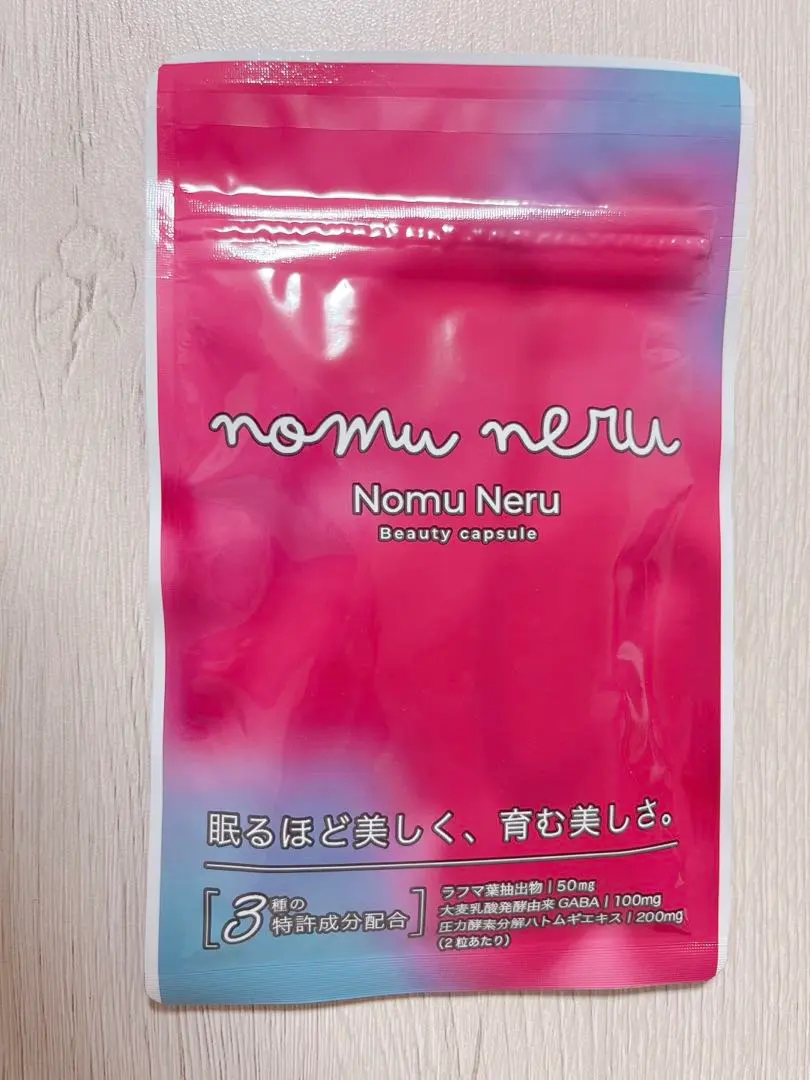 nomu neru
Nomu Neru
Beauty capsule
眠るほど美しく、育む美しさ。
[3種の特許成分配合]
ラフマ葉抽出物 | 50mg
大麦乳酸発酵由来 GABA | 100mg
圧力酵素分解ハトムギエキス | 200mg
(2粒あたり)